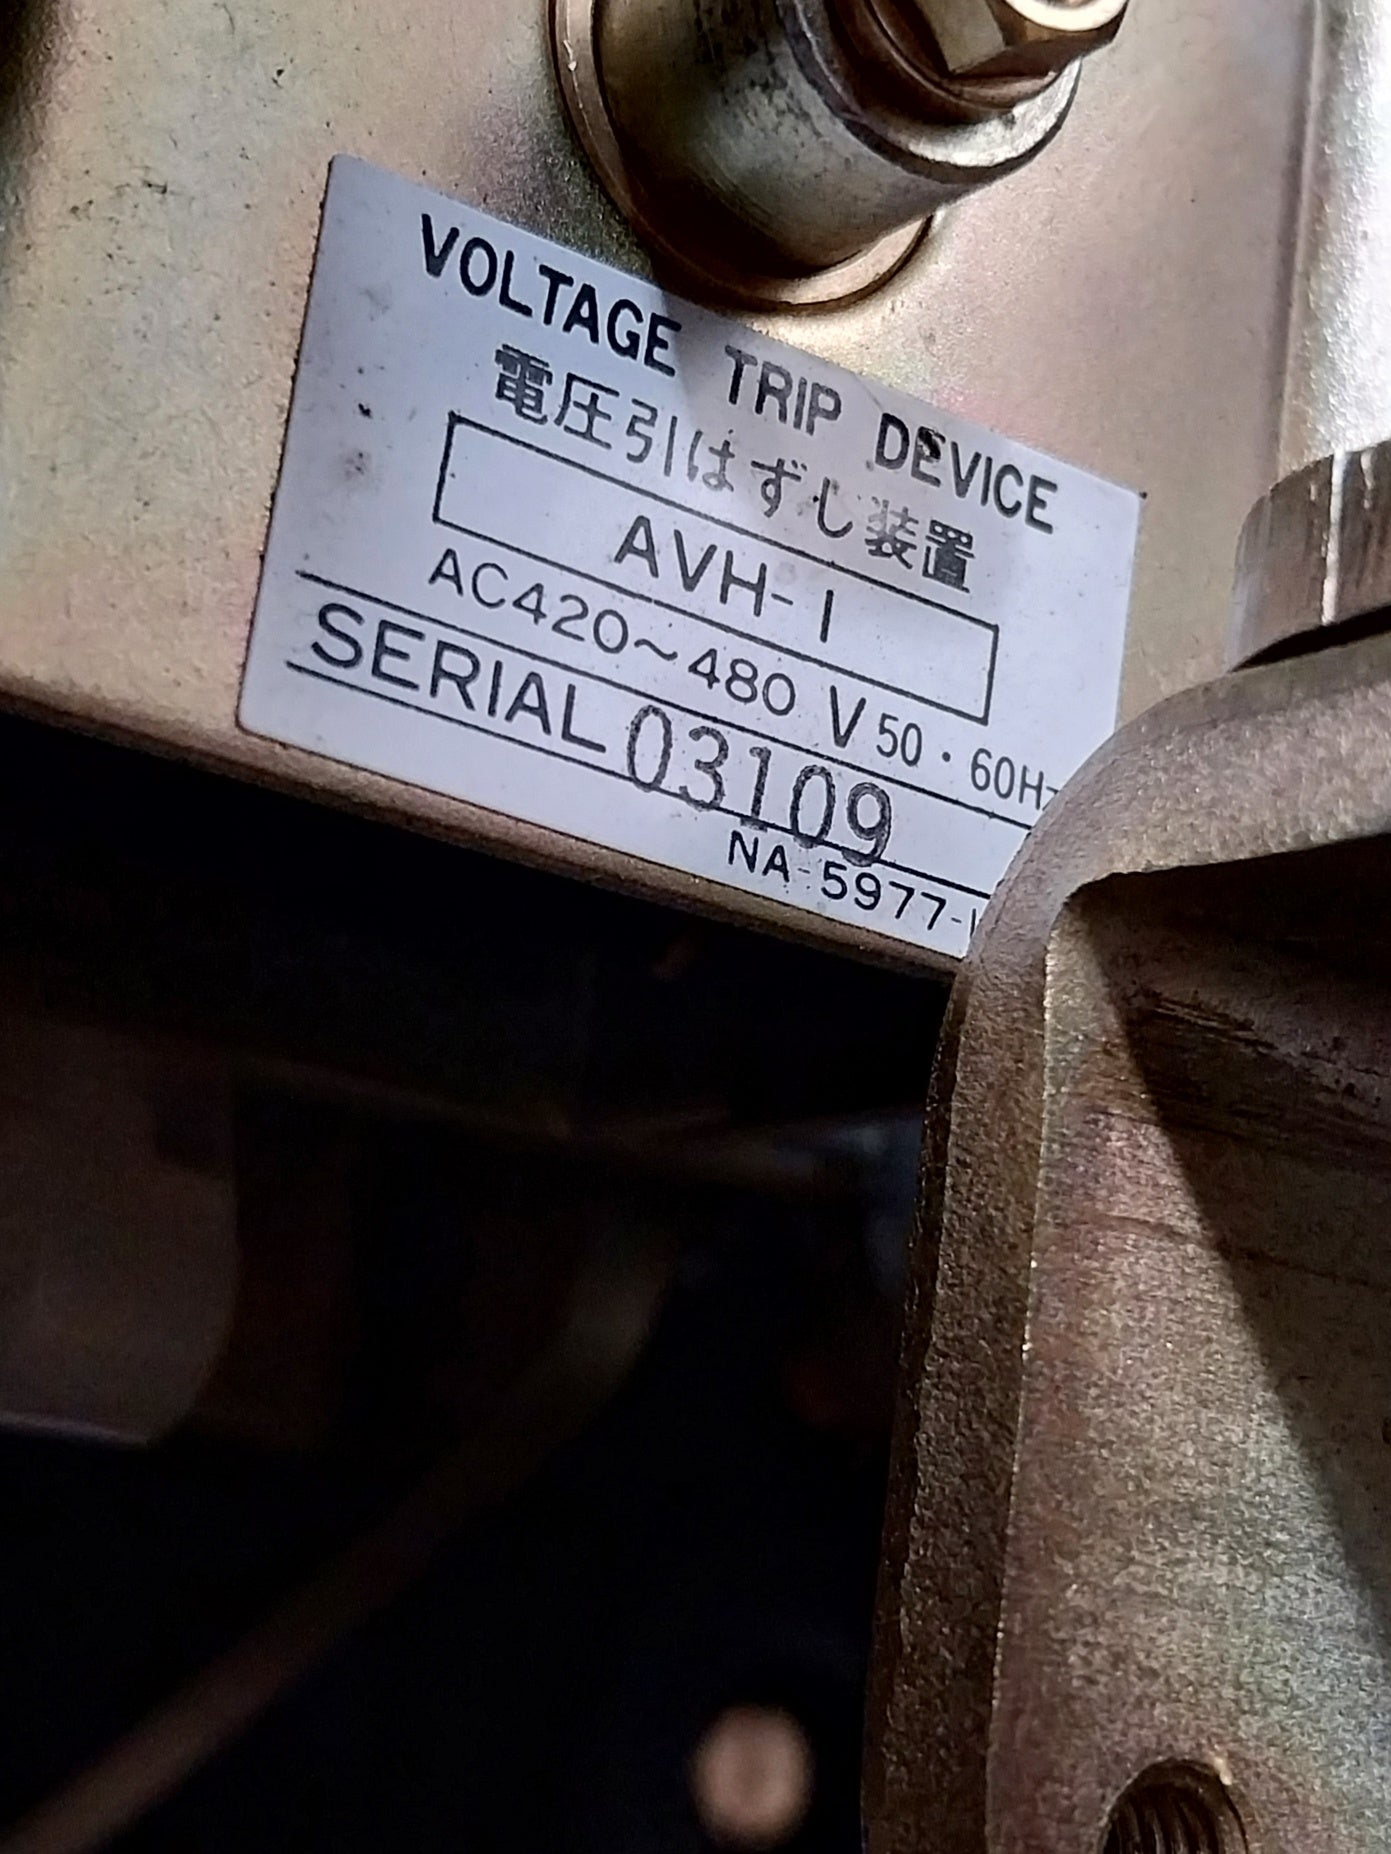 VOLTAGE TRIP DEVICE
電圧引はずし装置
AVH-1
AC420~480 V 50・60Hz
SERIAL 03109
NA-5977-